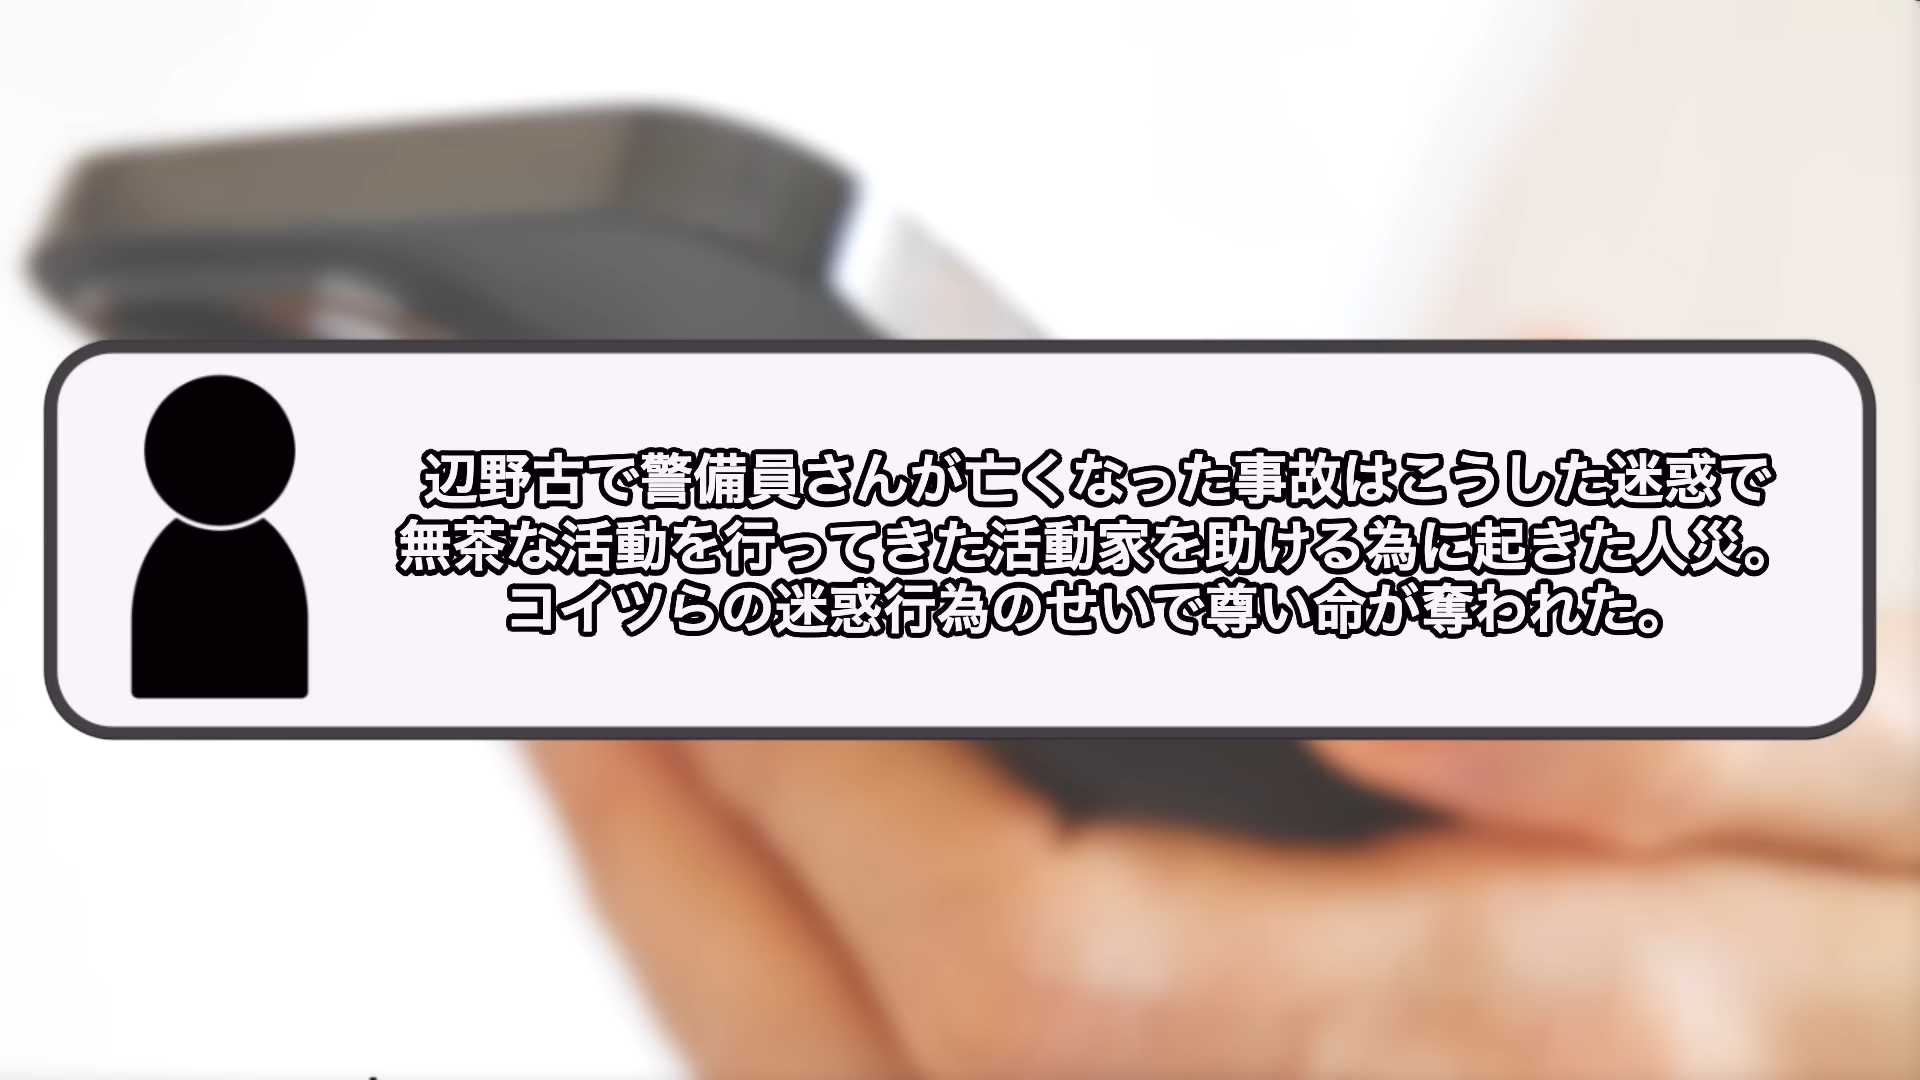 辺野古で警備員さんが亡くなった事故はこうした迷惑で
無茶な活動を行ってきた活動家を助ける為に起きた人災。
コイツらの迷惑行為のせいで尊い命が奪われた。